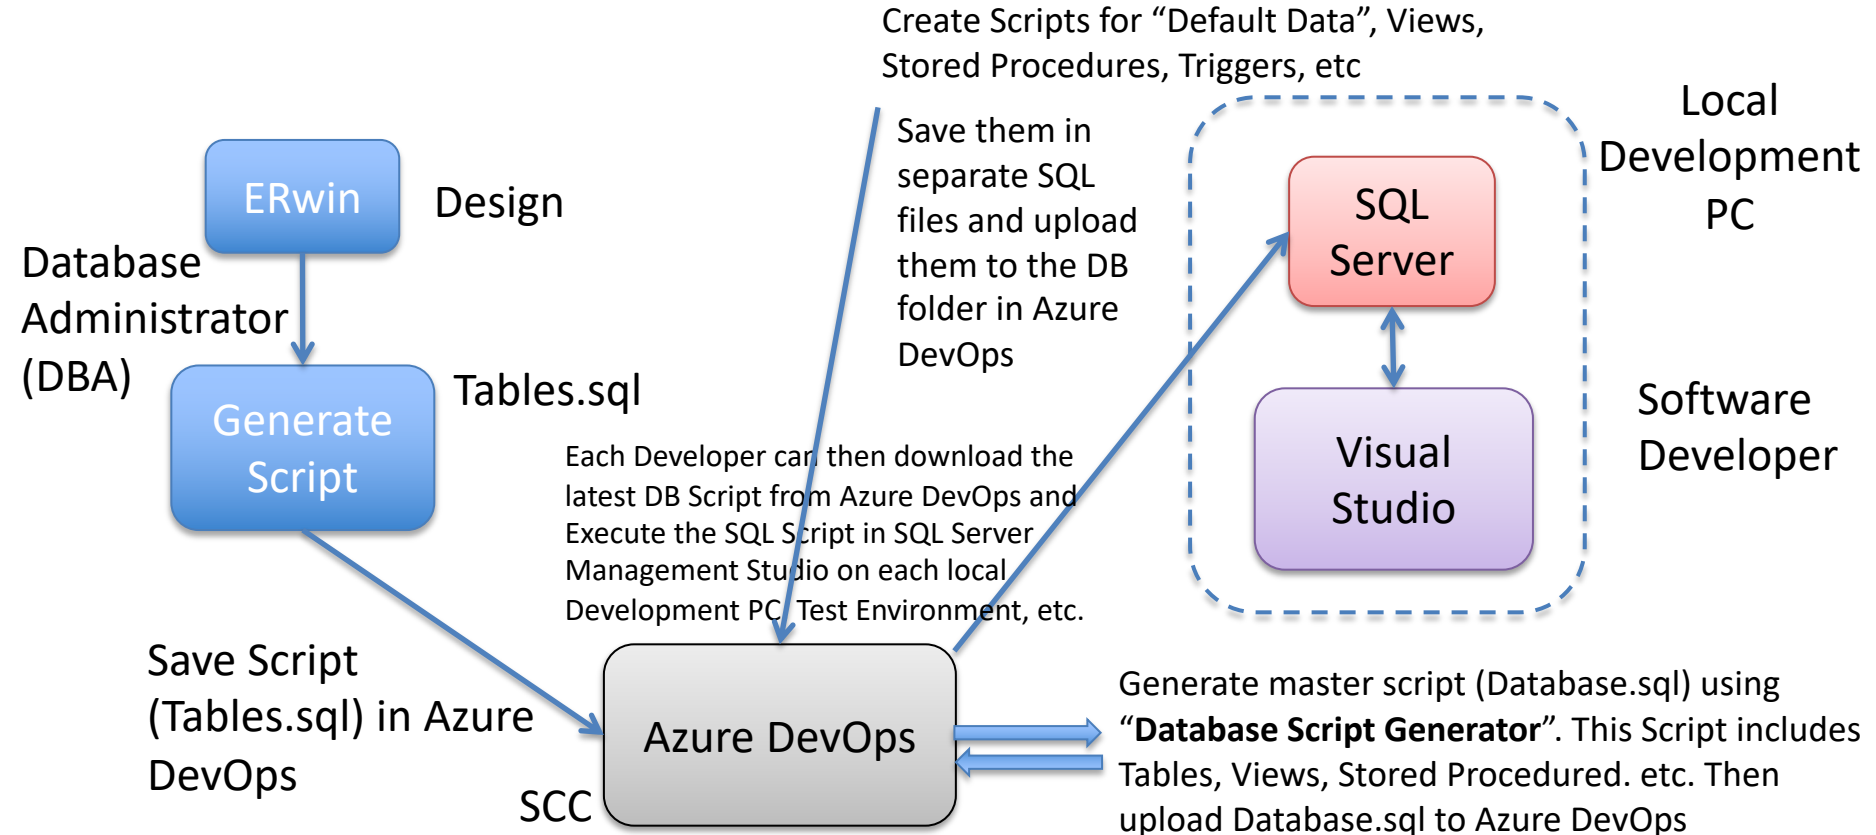 Create Scripts for “Default Data”, Views,
Stored Procedures, Triggers, etc
Save them in
separate SQL
files and upload
them to the DB
folder in Azure
DevOps
Local
Development
PC
ERwin
Design
SQL
Server
Database
Administrator
(DBA)
Generate
Script
Tables.sql
Visual
Studio
Software
Developer
Each Developer can then download the
latest DB Script from Azure DevOps and
Execute the SQL Script in SQL Server
Management Studio on each local
Development PC, Test Environment, etc.
Save Script
(Tables.sql) in Azure
DevOps
SCC
Azure DevOps
Generate master script (Database.sql) using
“Database Script Generator”. This Script includes
Tables, Views, Stored Procedured. etc. Then
upload Database.sql to Azure DevOps